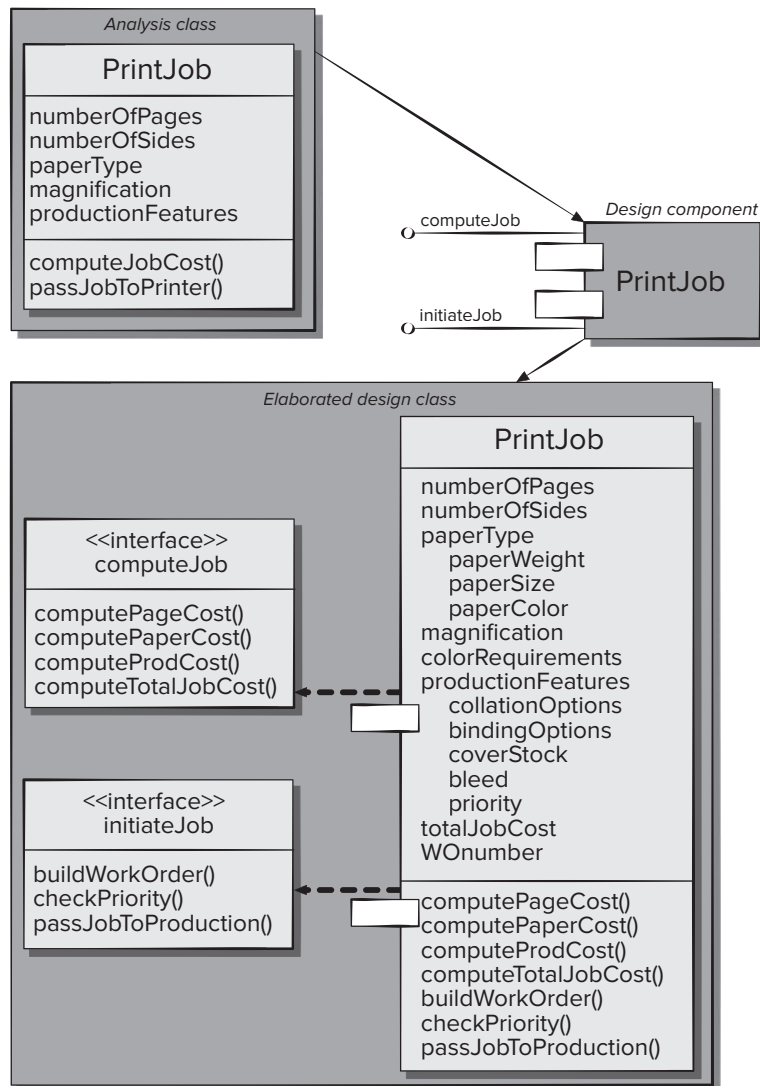 Analysis class
PrintJob
numberOfPages
numberOfSides
paperType
magnification
productionFeatures
computeJobCost()
passJobToPrinter()
Design component
computeJob
PrintJob
initiateJob
Elaborated design class
PrintJob
numberOfPages
numberOfSides
paperType
paperWeight
paperSize
paperColor
magnification
colorRequirements
productionFeatures
collationOptions
bindingOptions
coverStock
bleed
priority
totalJobCost
WOnumber
computePageCost()
computePaperCost()
computeProdCost()
computeTotalJobCost()
buildWorkOrder()
checkPriority()
passJobToProduction()
<<interface>>
computeJob
computePageCost()
computePaperCost()
computeProdCost()
computeTotalJobCost()
<<interface>>
initiateJob
buildWorkOrder()
checkPriority()
passJobToProduction()